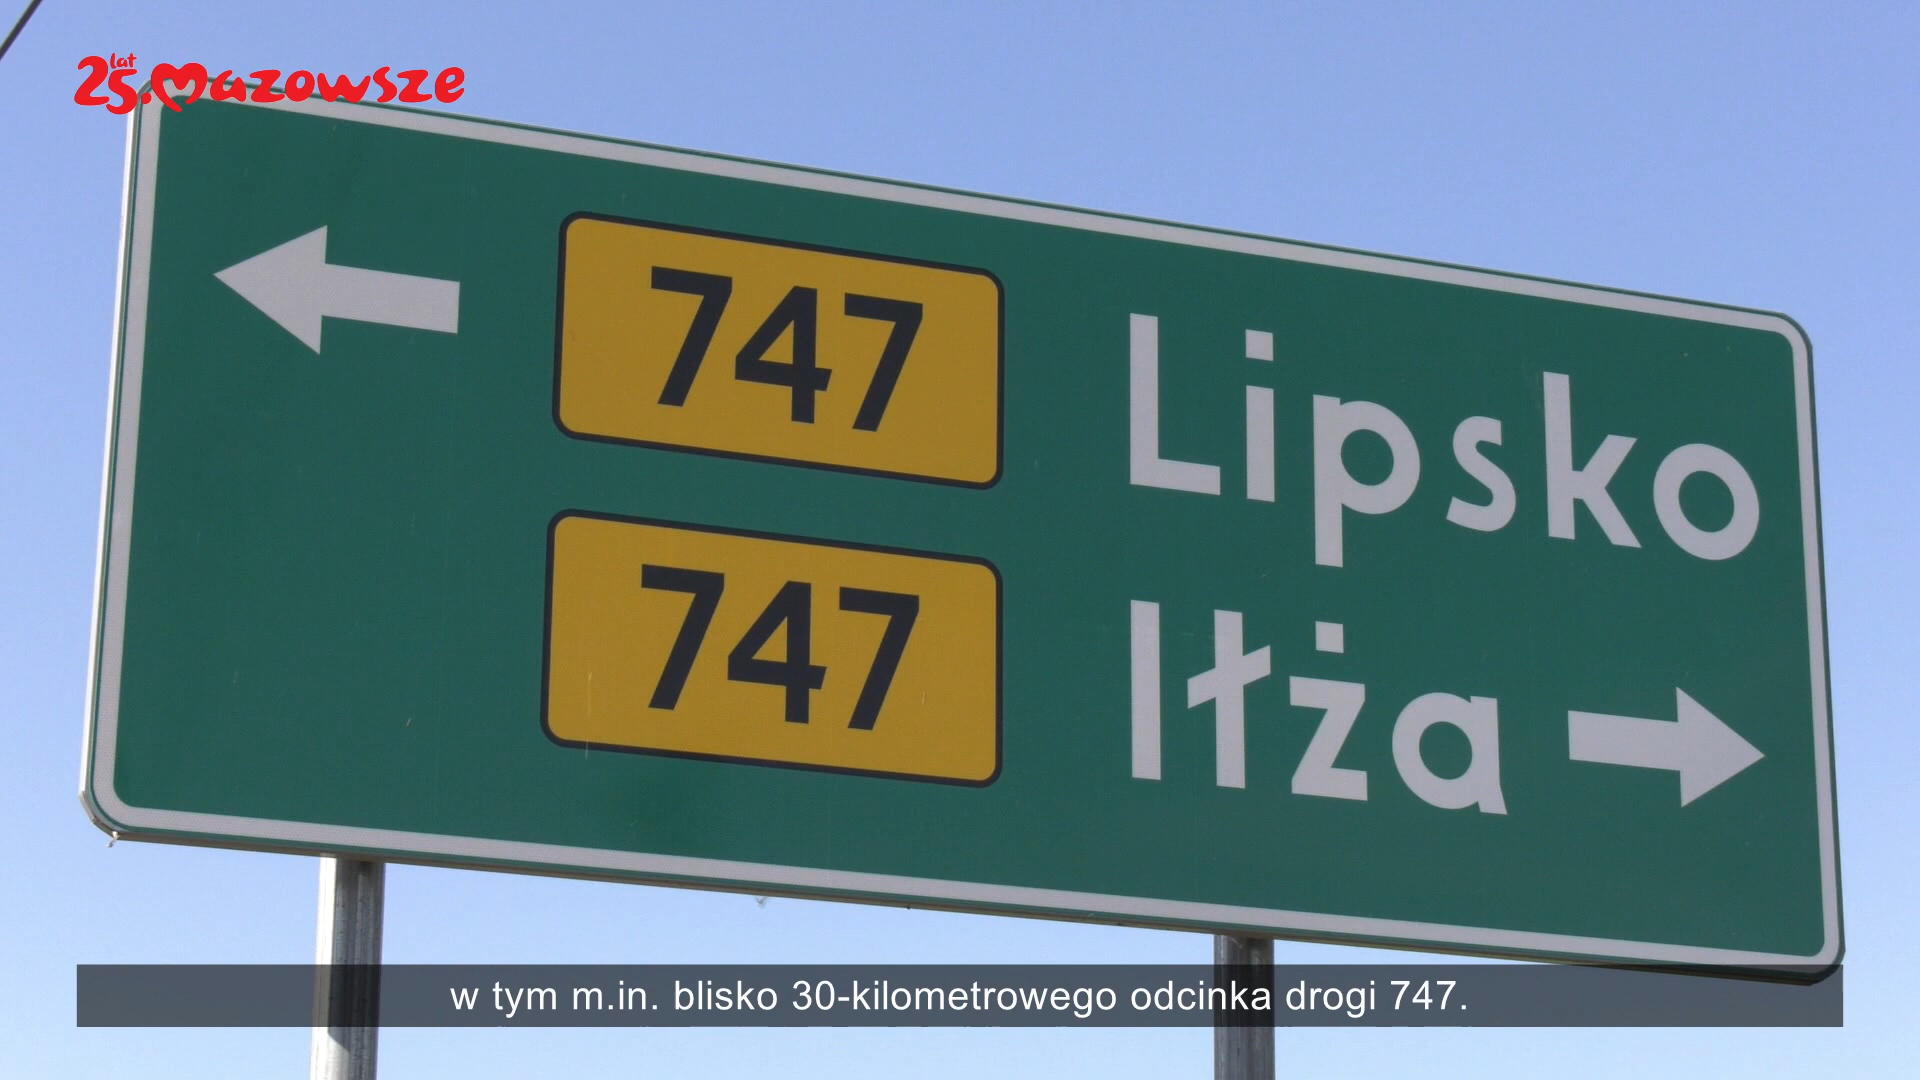 25 lat. Mazowsze
747 Lipsko
747 Iłża
w tym m.in. blisko 30-kilometrowego odcinka drogi 747.